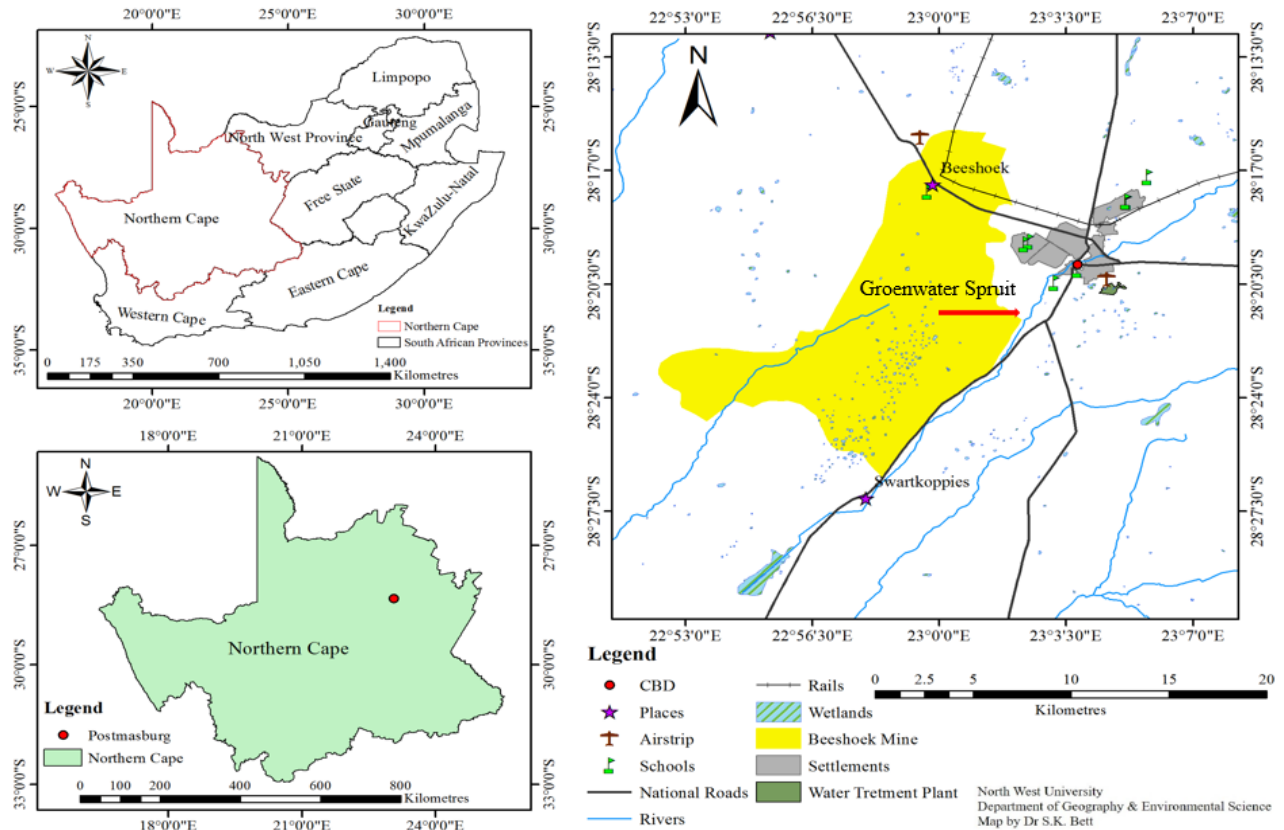 20°0'0"E 25°0'0"E 30°0'0"E
N
W E
S
25°0'0"S
30°0'0"S
35°0'0"S
25°0'0"S
30°0'0"S
35°0'0"S
Limpopo
Gauteng
North West Province
Mpumalanga
Free State
KwaZulu-Natal
Northern Cape
Eastern Cape
Western Cape
Legend
Northern Cape
South African Provinces
0 175 350 700 1,050 1,400
Kilometres
20°0'0"E 25°0'0"E 30°0'0"E
18°0'0"E 21°0'0"E 24°0'0"E
N
W E
S
27°0'0"S
30°0'0"S
33°0'0"S
27°0'0"S
30°0'0"S
33°0'0"S
Northern Cape
Legend
Postmasburg
Northern Cape
0 100 200 400 600 800
Kilometres
18°0'0"E 21°0'0"E 24°0'0"E
22°53'0"E 22°56'30"E 23°0'0"E 23°3'30"E 23°7'0"E
N
28°13'30"S
28°17'0"S
28°20'30"S
28°24'0"S
28°27'30"S
28°13'30"S
28°17'0"S
28°20'30"S
28°24'0"S
28°27'30"S
Beeshoek
Groenwater Spruit
Swartkoppies
22°53'0"E 22°56'30"E 23°0'0"E 23°3'30"E 23°7'0"E
Legend
CBD
Places
Airstrip
Schools
National Roads
Rivers
Rails
Wetlands
Beeshoek Mine
Settlements
Water Tretment Plant
0 2.5 5 10 15 20
Kilometres
North West University
Department of Geography & Environmental Science
Map by Dr S.K. Bett